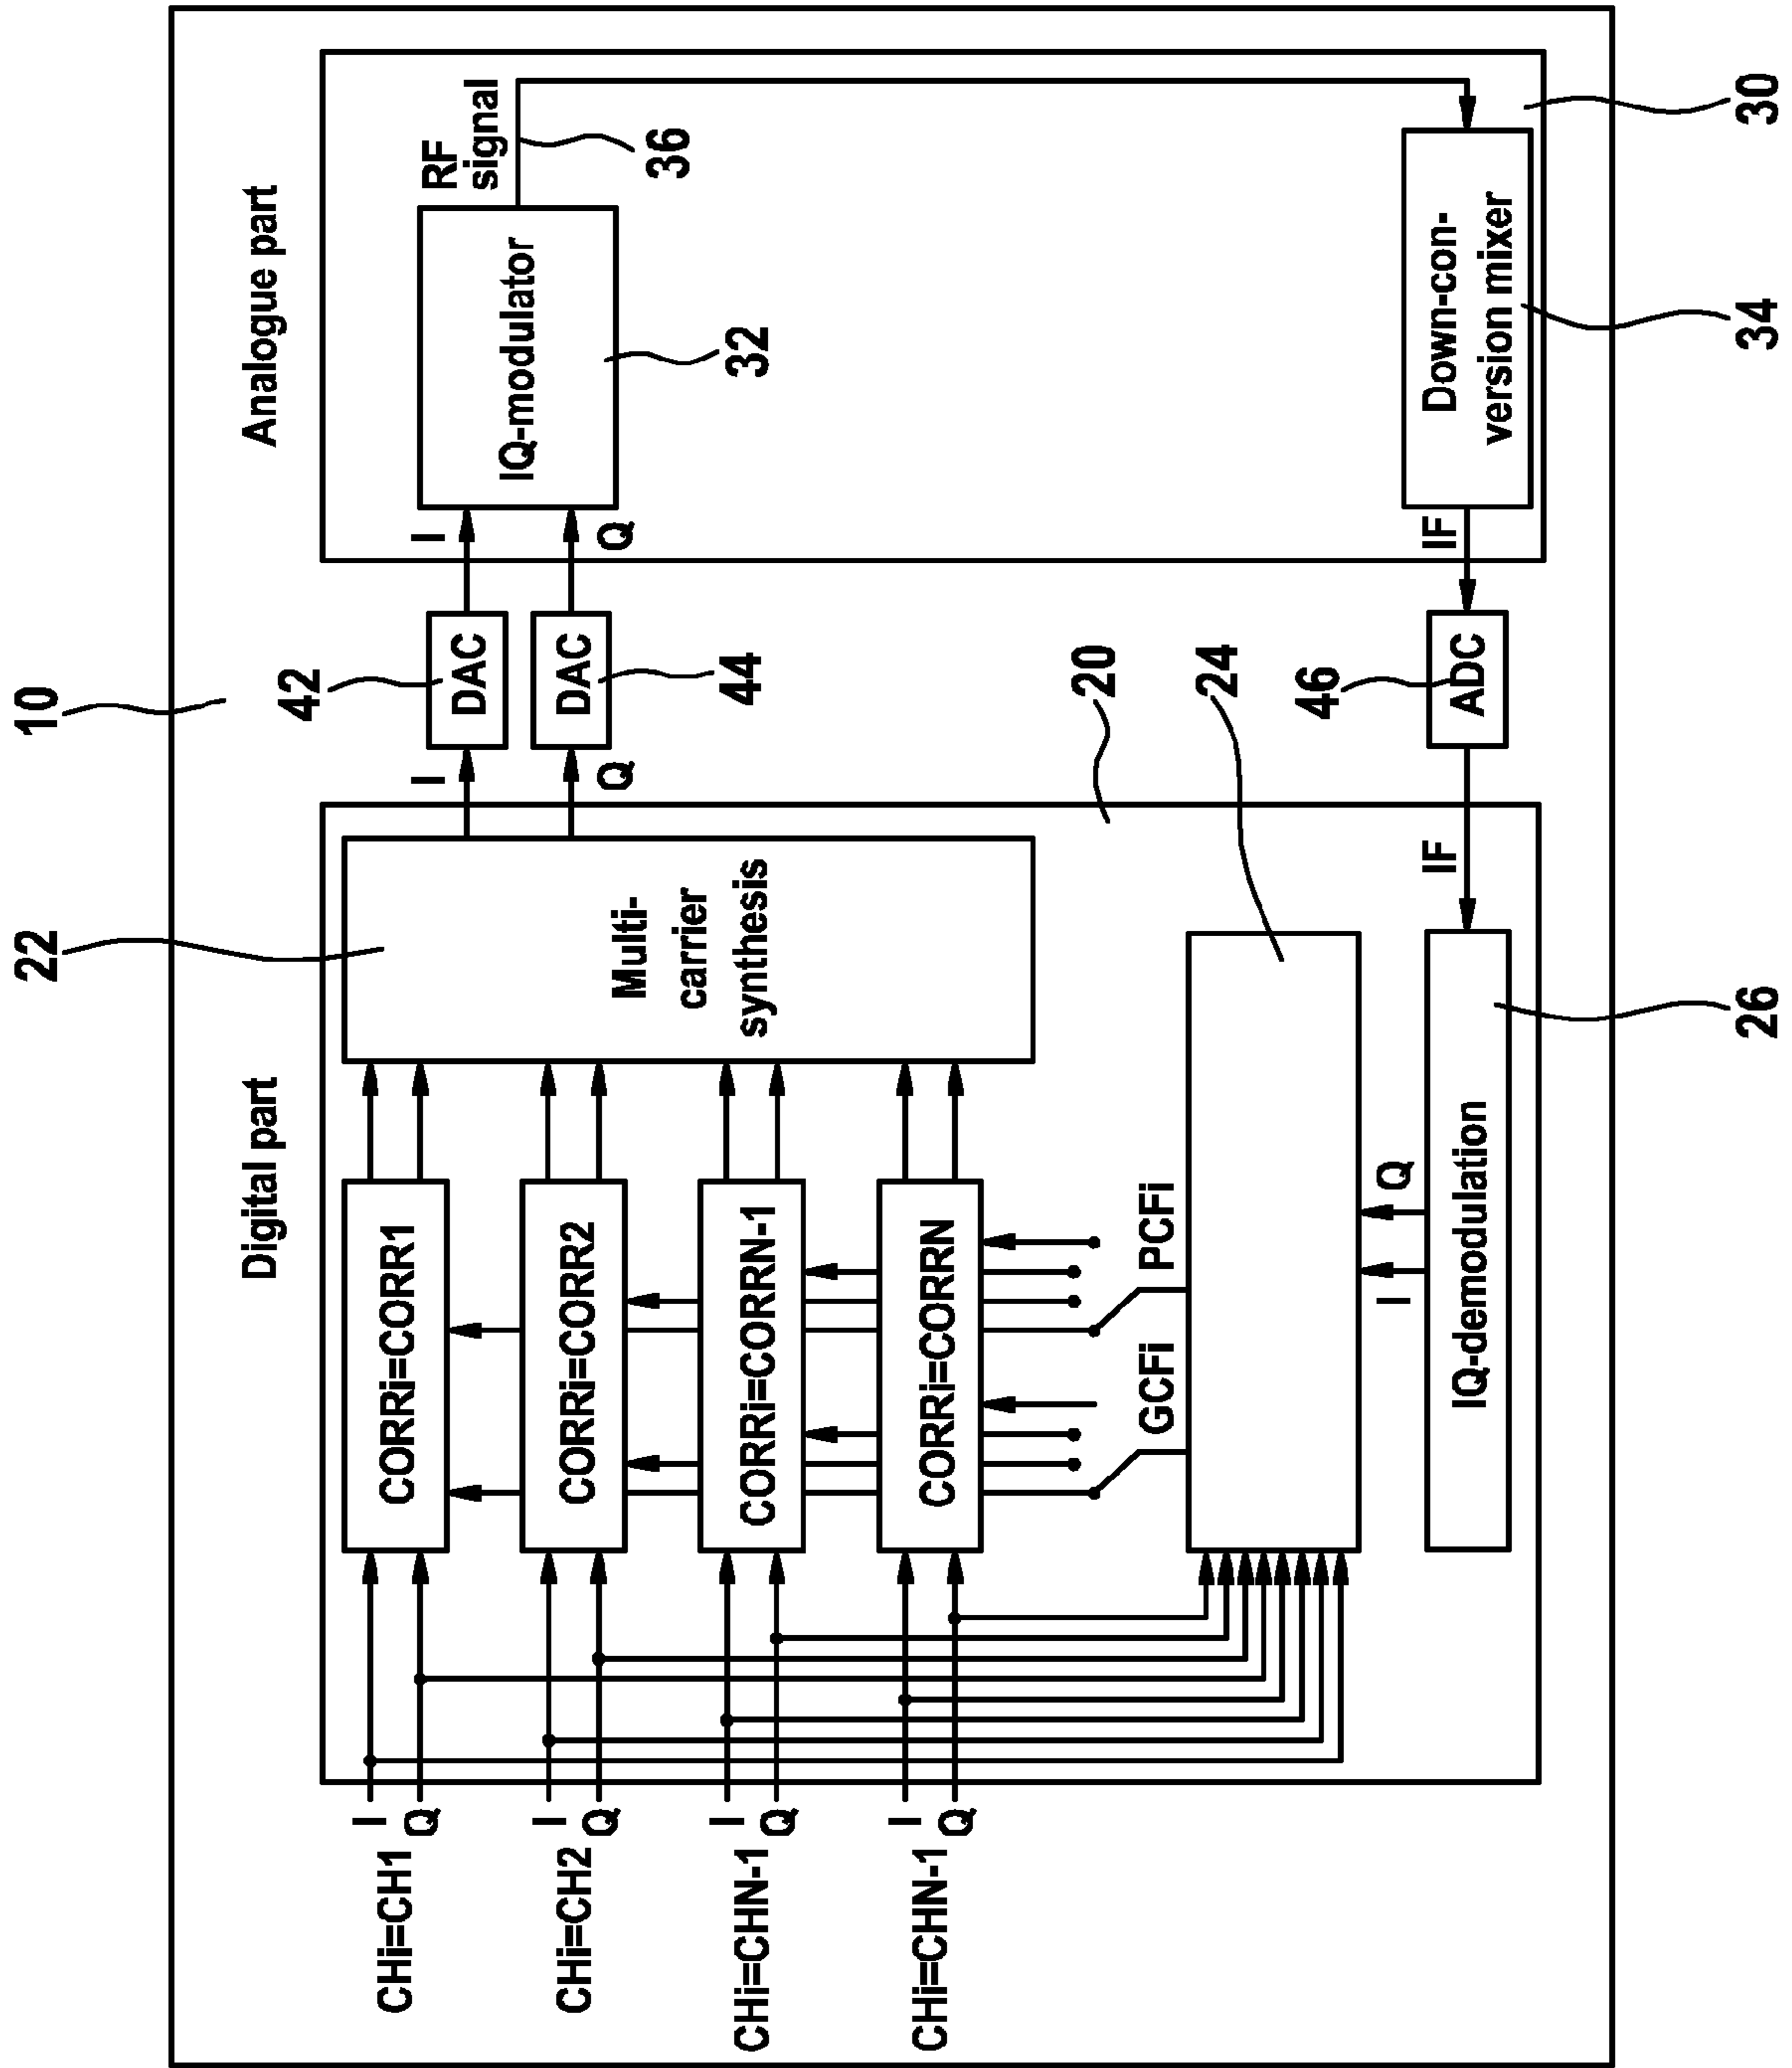 10
Digital part
Analogue part
22
CHi=CH1
I
Q
CORRi=CORR1
CHi=CH2
I
Q
CORRi=CORR2
CHi=CHN-1
I
Q
CORRi=CORRN-1
CHi=CHN-1
I
Q
CORRi=CORRN
Multi-
carrier
synthesis
I
Q
42
DAC
DAC
44
I
Q
IQ-modulator
32
RF
signal
36
GCFi
PCFi
20
24
I
Q
IQ-demodulation
26
IF
46
ADC
IF
Down-con-
version mixer
34
30